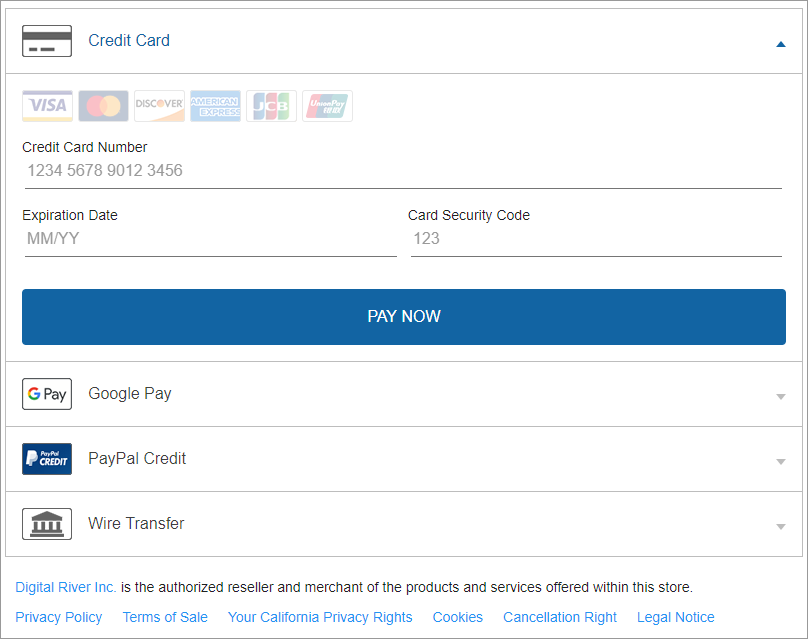 Credit Card
VISA DISCOVER AMERICAN EXPRESS JCB UnionPay 银联
Credit Card Number
1234 5678 9012 3456
Expiration Date Card Security Code
MM/YY 123
PAY NOW
G Pay Google Pay
PayPal CREDIT PayPal Credit
Wire Transfer
Digital River Inc. is the authorized reseller and merchant of the products and services offered within this store.
Privacy Policy Terms of Sale Your California Privacy Rights Cookies Cancellation Right Legal Notice